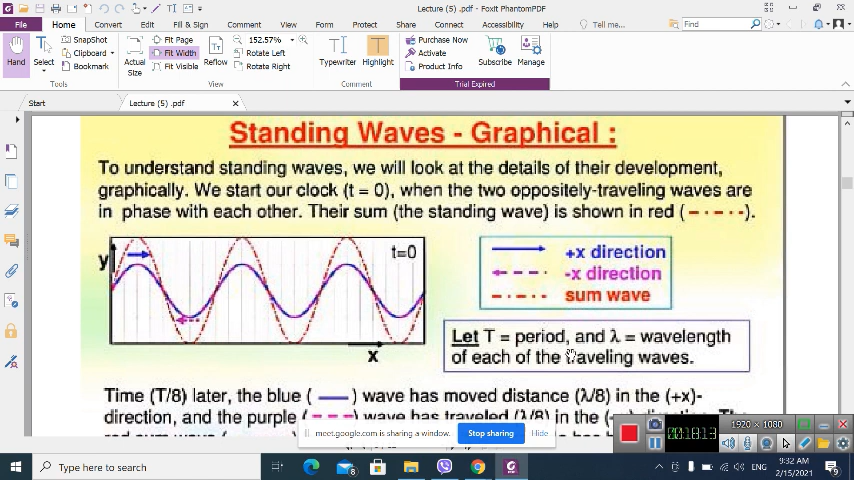 Lecture (5) .pdf - Foxit PhantomPDF
File Home Convert Edit Comment View Form Protect Share Connect Accessibility Help Tell me... Find
Hand
Select
SnapShot
Clipboard
Bookmark
Tools
Actual Size
Fit Page
Fit Width
Fit Visible
Reflow
152.57%
Rotate Left
Rotate Right
View
Typewriter
Highlight
Comment
Purchase Now
Activate
Product Info
Subscribe
Manage
Trial Expired
Start Lecture (5) .pdf
Standing Waves - Graphical :
To understand standing waves, we will look at the details of their development,
graphically. We start our clock (t = 0), when the two oppositely-traveling waves are
in phase with each other. Their sum (the standing wave) is shown in red ( ).
y
t=0
x
+x direction
-x direction
sum wave
Let T = period, and λ = wavelength
of each of the traveling waves.
Time (T/8) later, the blue ( ) wave has moved distance (λ/8) in the (+x)-
direction, and the purple ( ) wave has traveled (λ/8) in the
meet.google.com is sharing a window. Stop sharing Hide
1920 × 1080
Type here to search
8
ENG
9:32 AM
2/15/2021
9